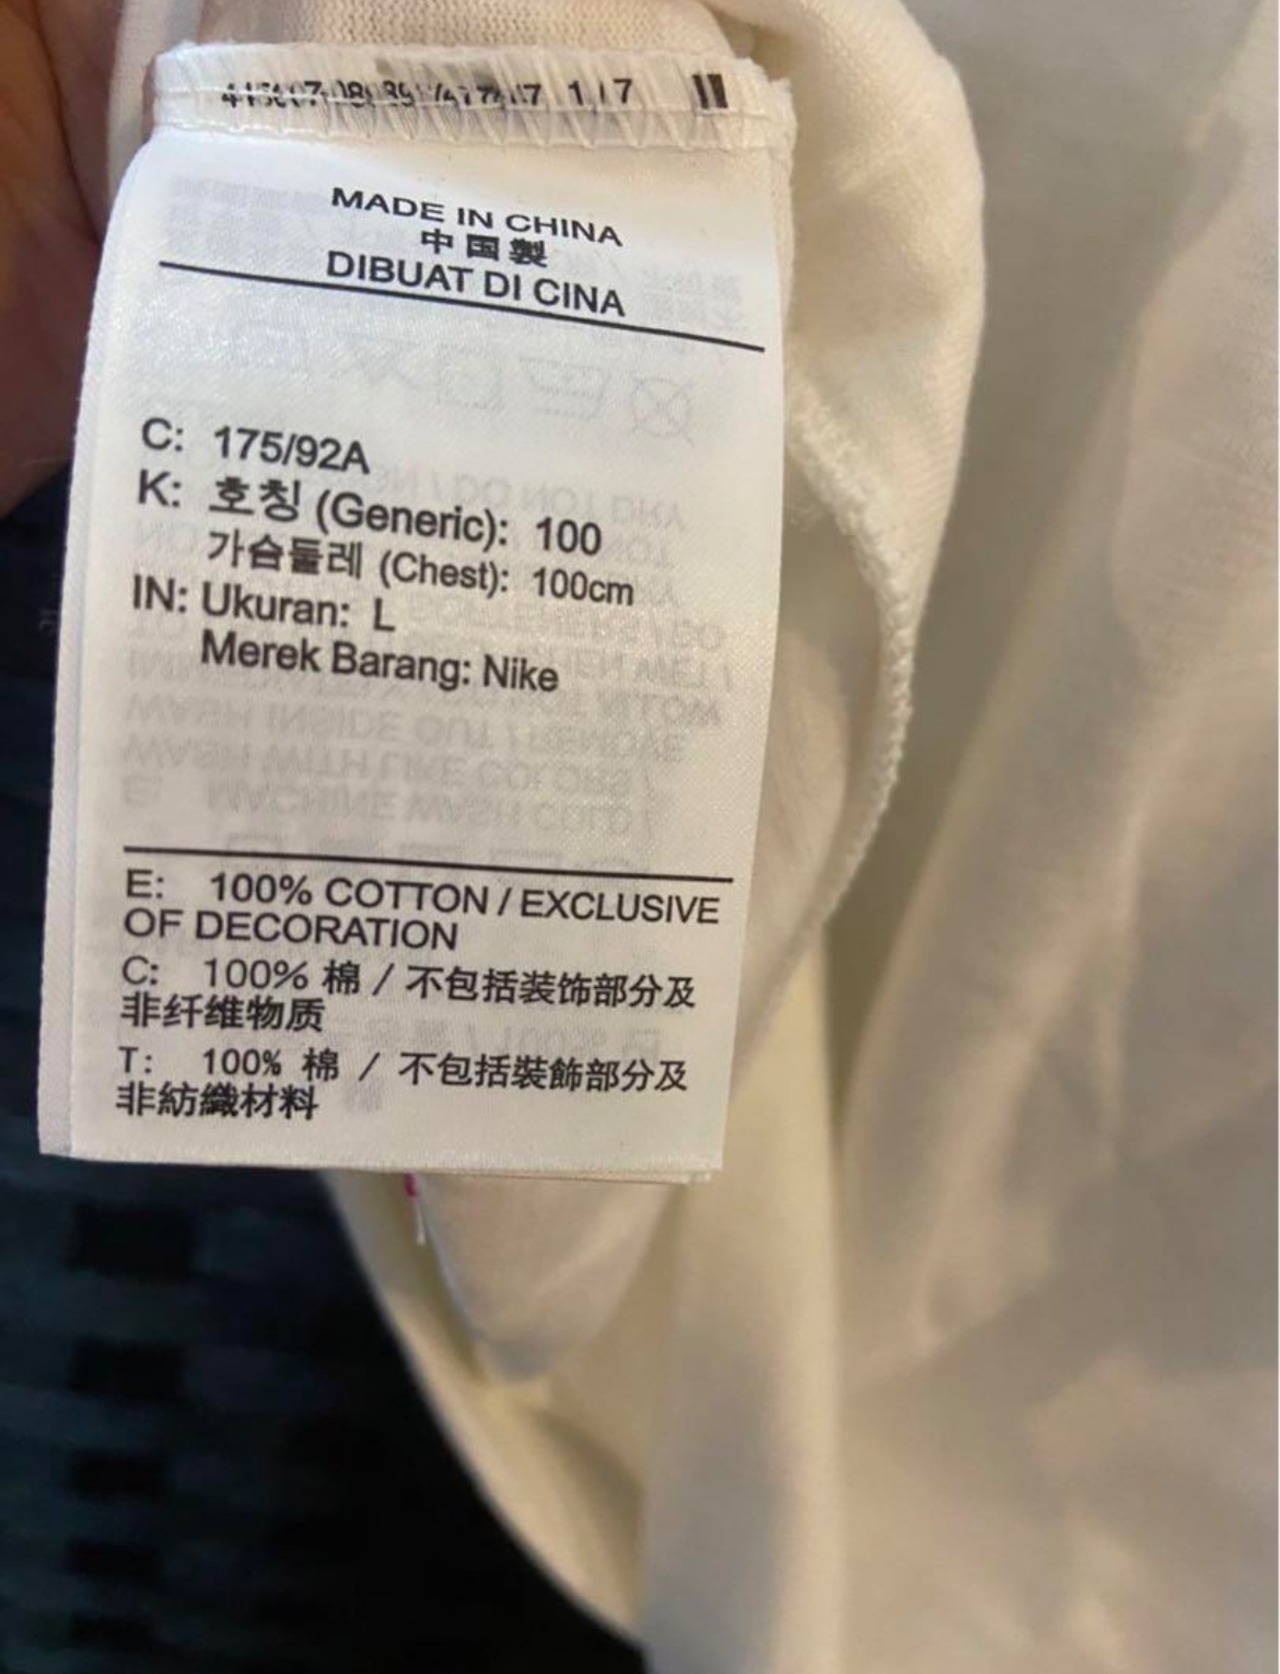 1/7
MADE IN CHINA
中国製
DIBUAT DI CINA
C: 175/92A
K: 호칭 (Generic): 100
가슴둘레 (Chest): 100cm
IN: Ukuran: L
Merek Barang: Nike
E: 100% COTTON / EXCLUSIVE
OF DECORATION
C: 100% 棉 / 不包括装饰部分及
非纤维物质
T: 100% 棉 / 不包括裝飾部分及
非紡織材料